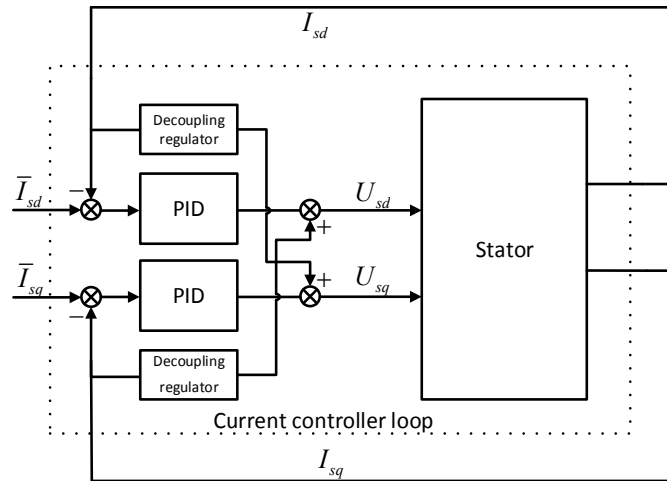 I_sd
Decoupling
regulator
Ī_sd
−
PID
+
U_sd
Stator
Ī_sq
−
PID
+
U_sq
Decoupling
regulator
Current controller loop
I_sq